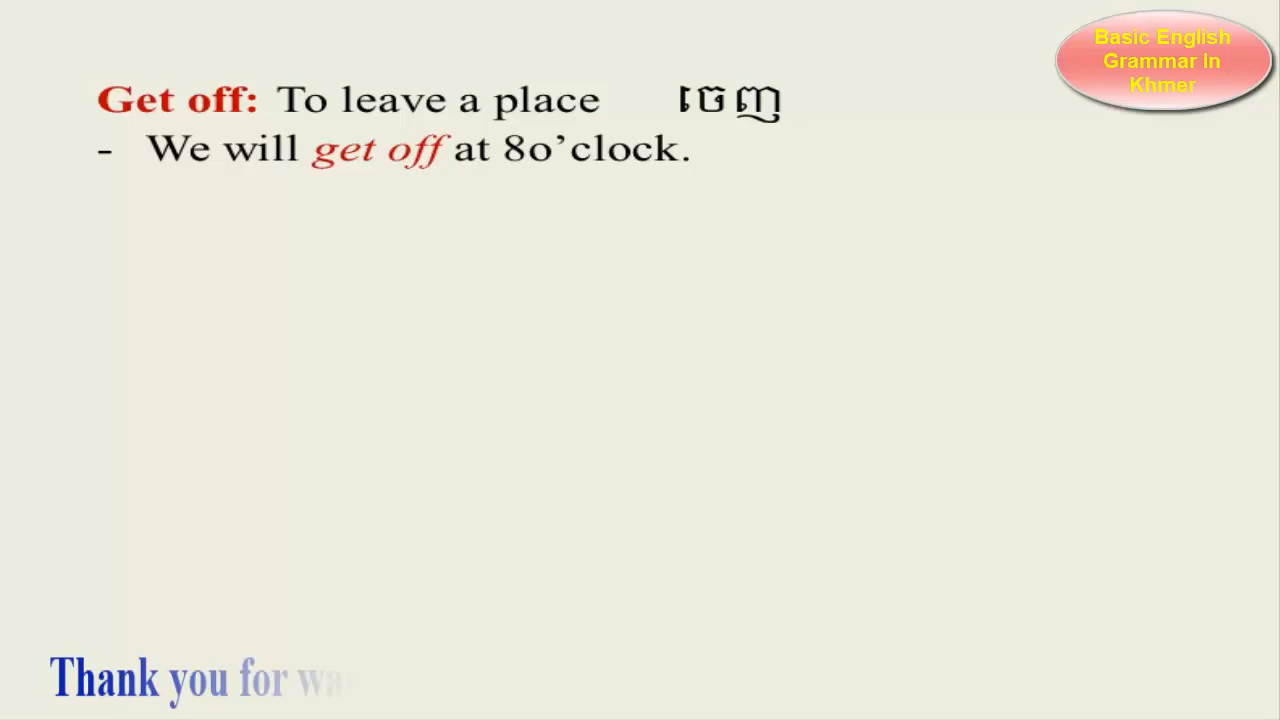 Basic English
Grammar In
Khmer
Get off: To leave a place ចេញ
- We will get off at 8o’clock.
Thank you for